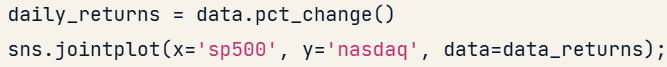 daily_returns = data.pct_change()
sns.jointplot(x='sp500', y='nasdaq', data=data_returns);